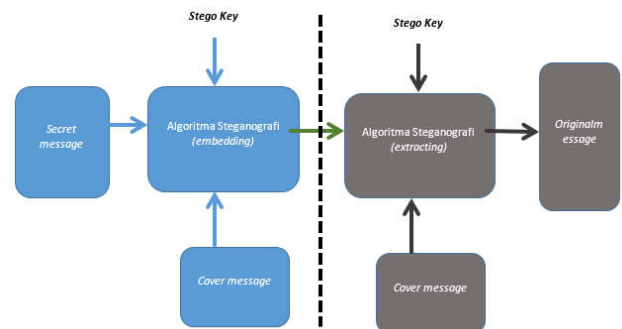 Stego Key
Secret
message
Algoritma Steganografi
(embedding)
Cover message
Stego Key
Algoritma Steganografi
(extracting)
Originalm
essage
Cover message